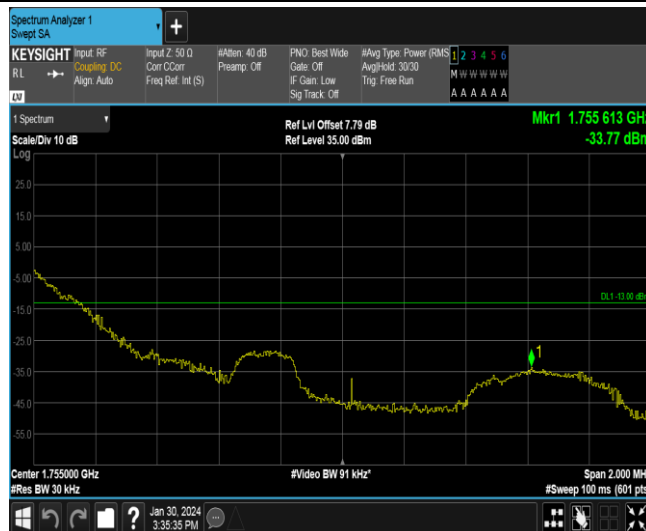 Spectrum Analyzer 1
Swept SA
KEYSIGHT
RL
Input: RF
Coupling: DC
Align: Auto
Input Z: 50 Ω
Corr CCorr
Freq Ref: Int (S)
#Atten: 40 dB
Preamp: Off
PNO: Best Wide
Gate: Off
IF Gain: Low
Sig Track: Off
#Avg Type: Power (RMS
Avg|Hold: 30/30
Trig: Free Run
1 2 3 4 5 6
M W W W W W
A A A A A A
1 Spectrum
Scale/Div 10 dB
Ref Lvl Offset 7.79 dB
Ref Level 35.00 dBm
Mkr1 1.755 613 GHz
-33.77 dBm
Log
25.0
15.0
5.00
-5.00
DL1 -13.00 dBm
-15.0
-25.0
1
-35.0
-45.0
-55.0
Center 1.755000 GHz
#Res BW 30 kHz
#Video BW 91 kHz*
Span 2.000 MH
#Sweep 100 ms (601 pts
?
Jan 30, 2024
3:35:35 PM